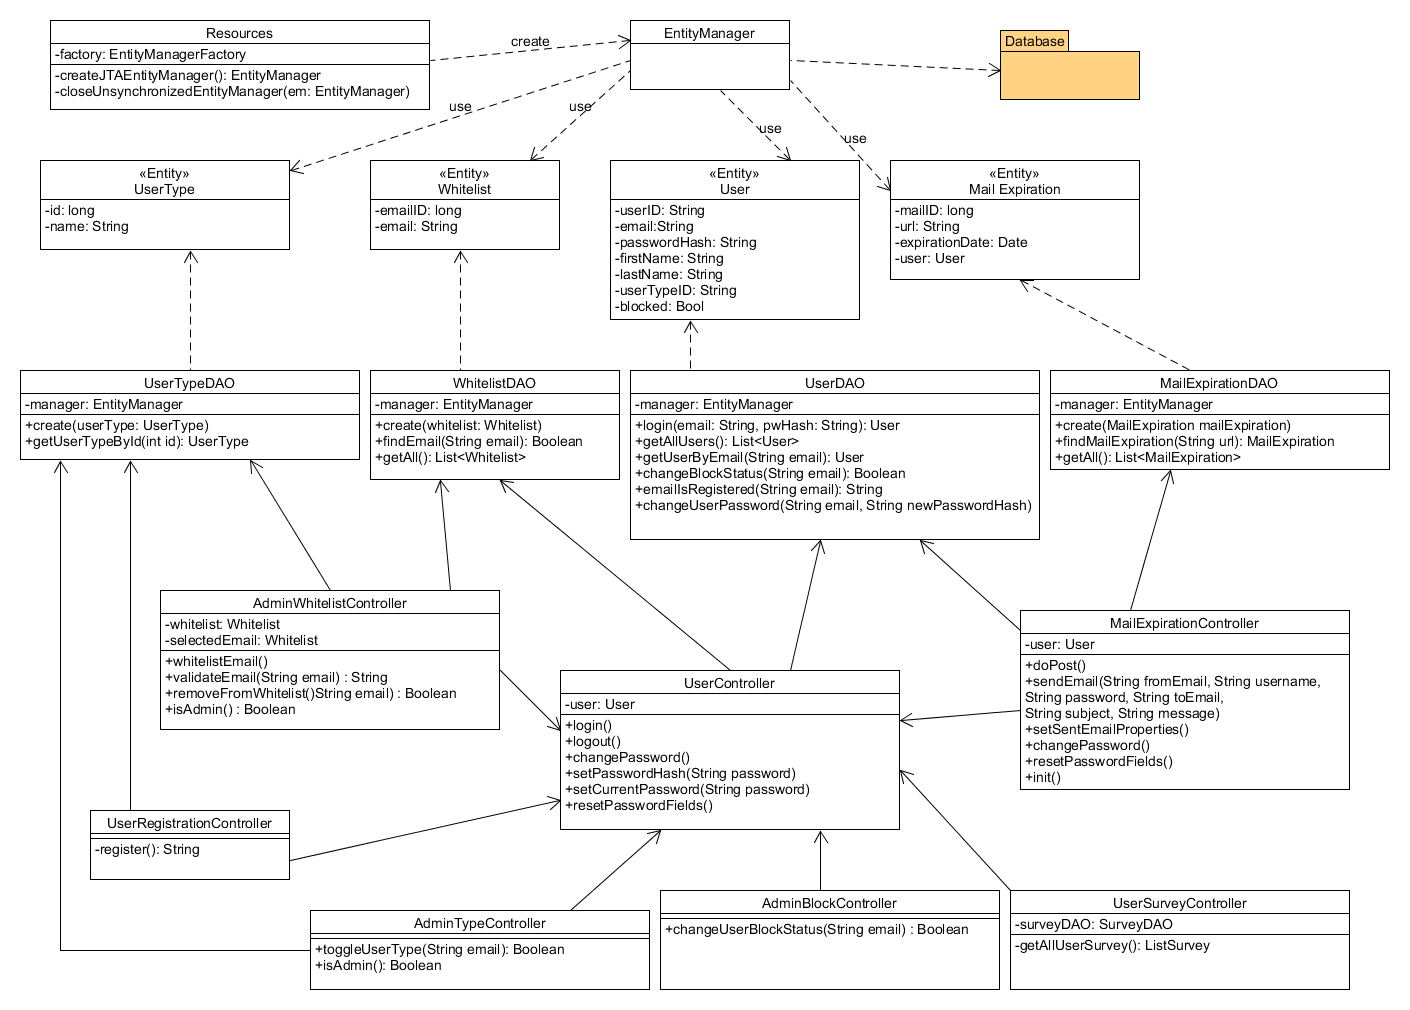 Resources
-factory: EntityManagerFactory
-createJTAEntityManager(): EntityManager
-closeUnsynchronizedEntityManager(em: EntityManager)
create
EntityManager
Database
use
use
use
use
«Entity»
UserType
-id: long
-name: String
«Entity»
Whitelist
-emailID: long
-email: String
«Entity»
User
-userID: String
-email:String
-passwordHash: String
-firstName: String
-lastName: String
-userTypeID: String
-blocked: Bool
«Entity»
Mail Expiration
-mailID: long
-url: String
-expirationDate: Date
-user: User
UserTypeDAO
-manager: EntityManager
+create(userType: UserType)
+getUserTypeById(int id): UserType
WhitelistDAO
-manager: EntityManager
+create(whitelist: Whitelist)
+findEmail(String email): Boolean
+getAll(): List<Whitelist>
UserDAO
-manager: EntityManager
+login(email: String, pwHash: String): User
+getAllUsers(): List<User>
+getUserByEmail(String email): User
+changeBlockStatus(String email): Boolean
+emailIsRegistered(String email): String
+changeUserPassword(String email, String newPasswordHash)
MailExpirationDAO
-manager: EntityManager
+create(MailExpiration mailExpiration)
+findMailExpiration(String url): MailExpiration
+getAll(): List<MailExpiration>
AdminWhitelistController
-whitelist: Whitelist
-selectedEmail: Whitelist
+whitelistEmail()
+validateEmail(String email) : String
+removeFromWhitelist()String email) : Boolean
+isAdmin() : Boolean
UserController
-user: User
+login()
+logout()
+changePassword()
+setPasswordHash(String password)
+setCurrentPassword(String password)
+resetPasswordFields()
MailExpirationController
-user: User
+doPost()
+sendEmail(String fromEmail, String username,
String password, String toEmail,
String subject, String message)
+setSentEmailProperties()
+changePassword()
+resetPasswordFields()
+init()
UserRegistrationController
-register(): String
AdminTypeController
+toggleUserType(String email): Boolean
+isAdmin(): Boolean
AdminBlockController
+changeUserBlockStatus(String email) : Boolean
UserSurveyController
-surveyDAO: SurveyDAO
-getAllUserSurvey(): ListSurvey